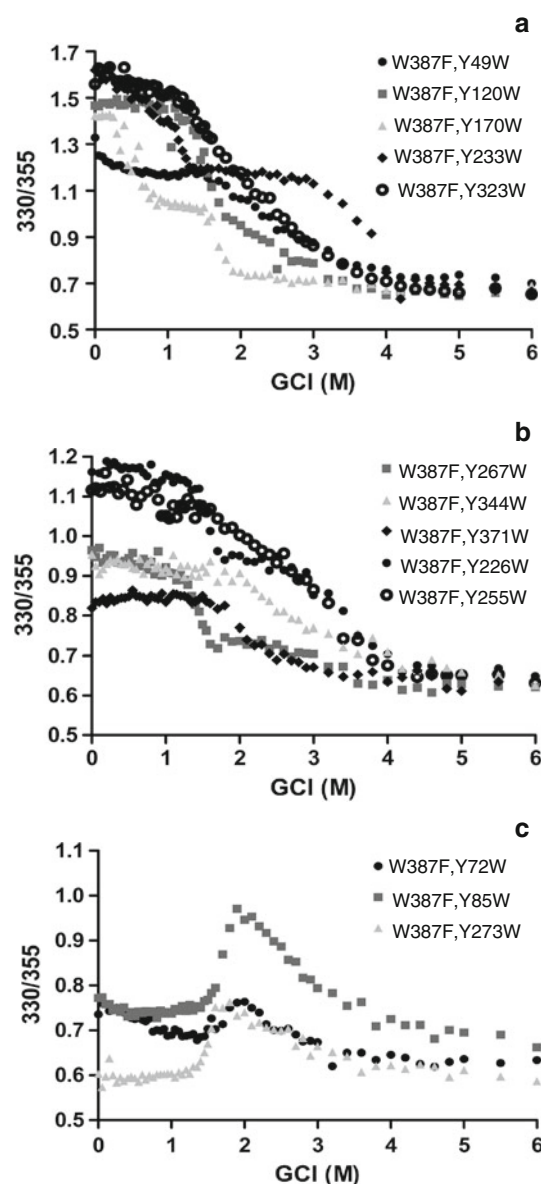 a
1.7
1.5
1.3
1.1
0.9
0.7
0.5
330/355
0 1 2 3 4 5 6
GCl (M)
W387F,Y49W
W387F,Y120W
W387F,Y170W
W387F,Y233W
W387F,Y323W
b
1.2
1.1
1.0
0.9
0.8
0.7
0.6
0.5
330/355
0 1 2 3 4 5 6
GCl (M)
W387F,Y267W
W387F,Y344W
W387F,Y371W
W387F,Y226W
W387F,Y255W
c
1.1
1.0
0.9
0.8
0.7
0.6
0.5
330/355
0 1 2 3 4 5 6
GCl (M)
W387F,Y72W
W387F,Y85W
W387F,Y273W